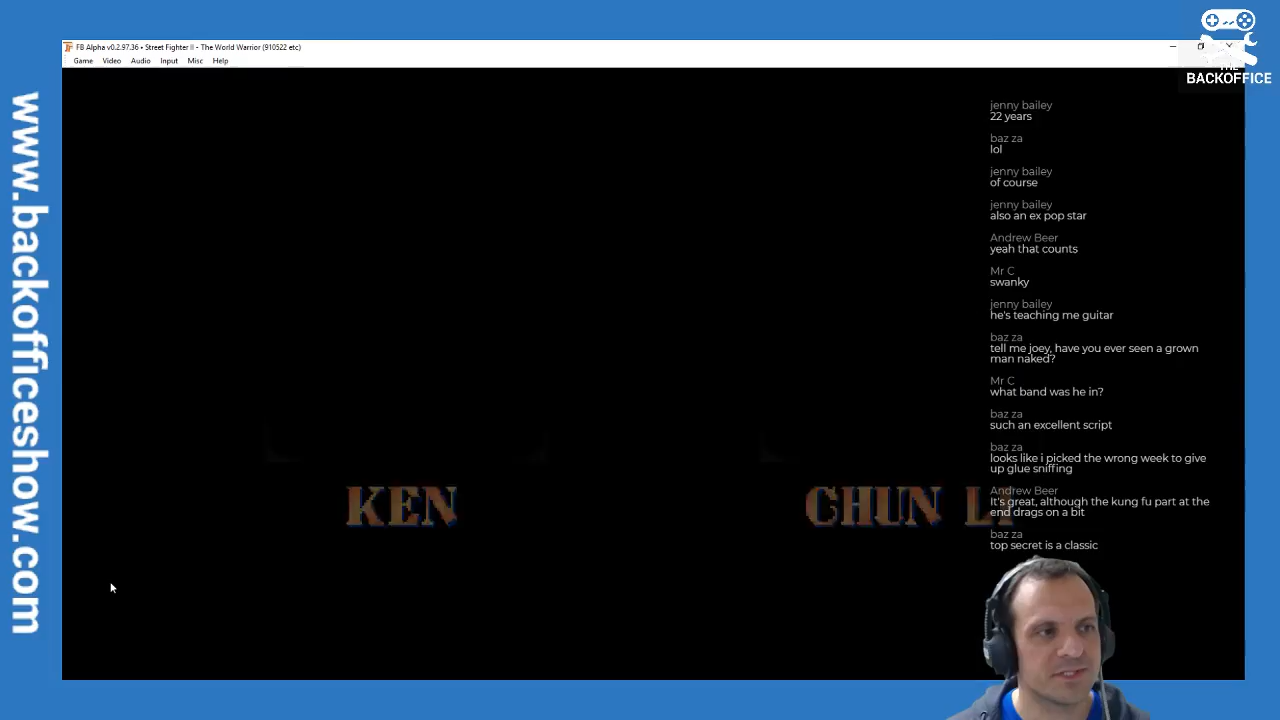 FB Alpha v0.2.97.36 • Street Fighter II - The World Warrior (910522 etc)
Game Video Audio Input Misc Help
THE
BACKOFFICE
www.backofficeshow.com
jenny bailey
22 years
baz za
lol
jenny bailey
of course
jenny bailey
also an ex pop star
Andrew Beer
yeah that counts
Mr C
swanky
jenny bailey
he's teaching me guitar
baz za
tell me joey, have you ever seen a grown
man naked?
Mr C
what band was he in?
baz za
such an excellent script
baz za
looks like i picked the wrong week to give
up glue sniffing
Andrew Beer
It's great, although the kung fu part at the
end drags on a bit
baz za
top secret is a classic
KEN
CHUN LI